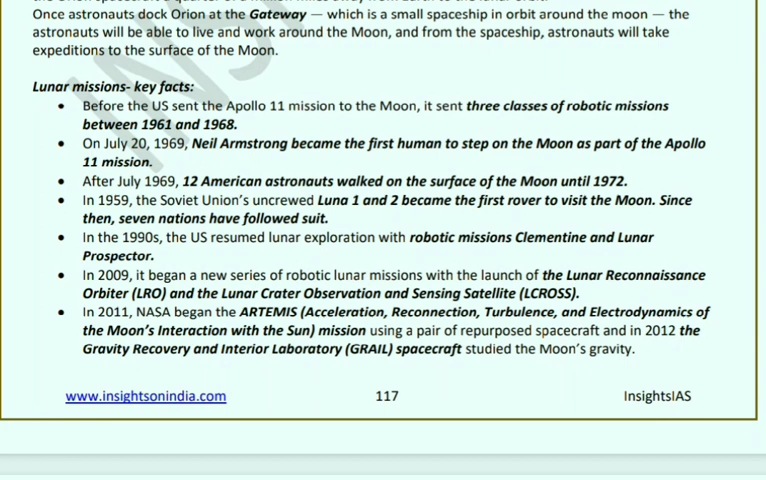 Once astronauts dock Orion at the Gateway — which is a small spaceship in orbit around the moon — the
astronauts will be able to live and work around the Moon, and from the spaceship, astronauts will take
expeditions to the surface of the Moon.
Lunar missions- key facts:
• Before the US sent the Apollo 11 mission to the Moon, it sent three classes of robotic missions
between 1961 and 1968.
• On July 20, 1969, Neil Armstrong became the first human to step on the Moon as part of the Apollo
11 mission.
• After July 1969, 12 American astronauts walked on the surface of the Moon until 1972.
• In 1959, the Soviet Union’s uncrewed Luna 1 and 2 became the first rover to visit the Moon. Since
then, seven nations have followed suit.
• In the 1990s, the US resumed lunar exploration with robotic missions Clementine and Lunar
Prospector.
• In 2009, it began a new series of robotic lunar missions with the launch of the Lunar Reconnaissance
Orbiter (LRO) and the Lunar Crater Observation and Sensing Satellite (LCROSS).
• In 2011, NASA began the ARTEMIS (Acceleration, Reconnection, Turbulence, and Electrodynamics of
the Moon’s Interaction with the Sun) mission using a pair of repurposed spacecraft and in 2012 the
Gravity Recovery and Interior Laboratory (GRAIL) spacecraft studied the Moon’s gravity.
www.insightsonindia.com 117 InsightsIAS